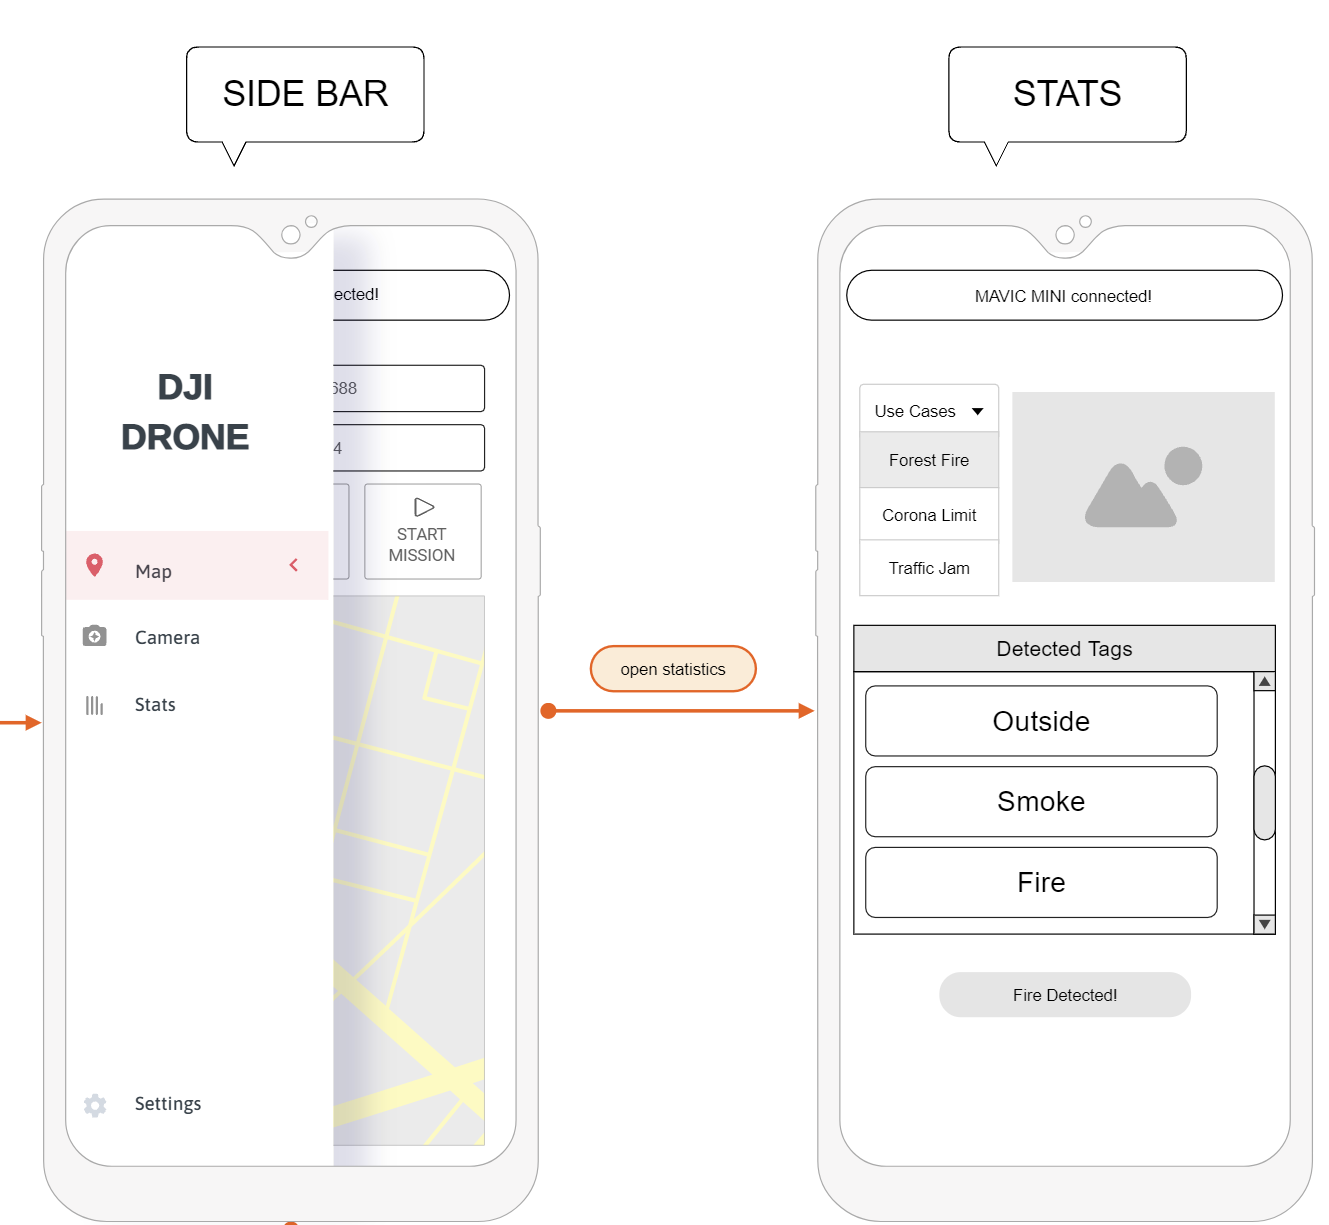 SIDE BAR
DJI
DRONE
Map
Camera
Stats
Settings
ected!
688
4
START
MISSION
open statistics
STATS
MAVIC MINI connected!
Use Cases
Forest Fire
Corona Limit
Traffic Jam
Detected Tags
Outside
Smoke
Fire
Fire Detected!